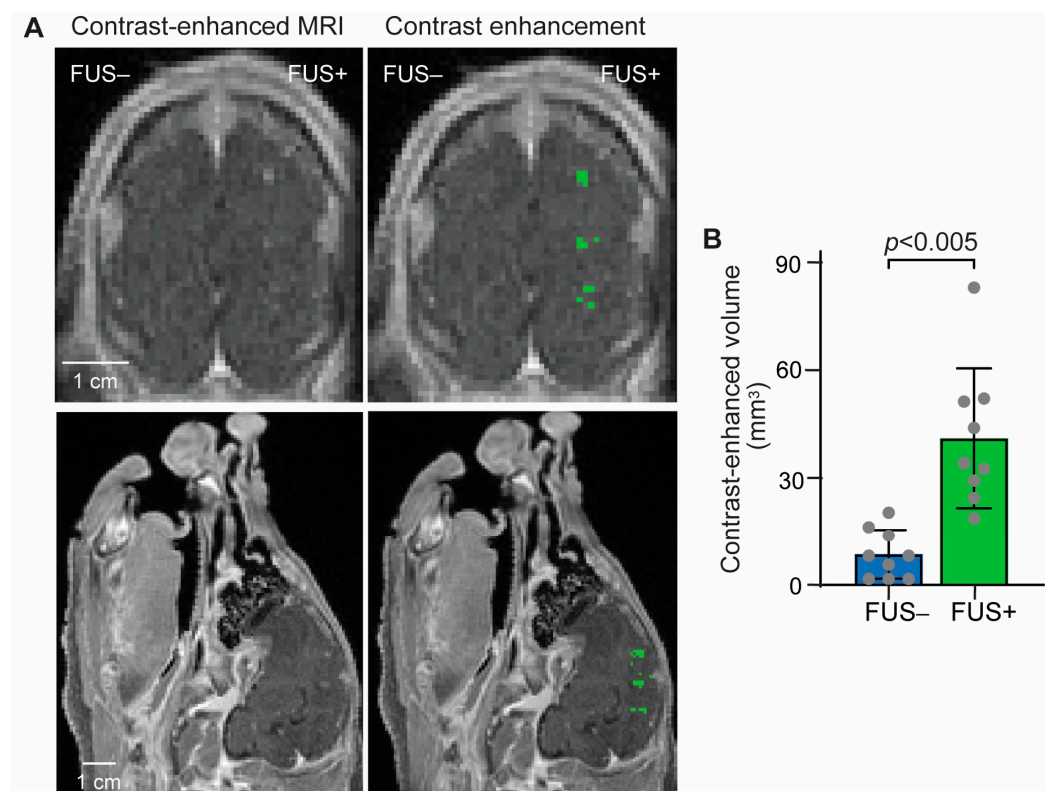 A
Contrast-enhanced MRI
Contrast enhancement
FUS–
FUS+
FUS–
FUS+
1 cm
1 cm
B
p<0.005
Contrast-enhanced volume
(mm³)
90
60
30
0
FUS–
FUS+